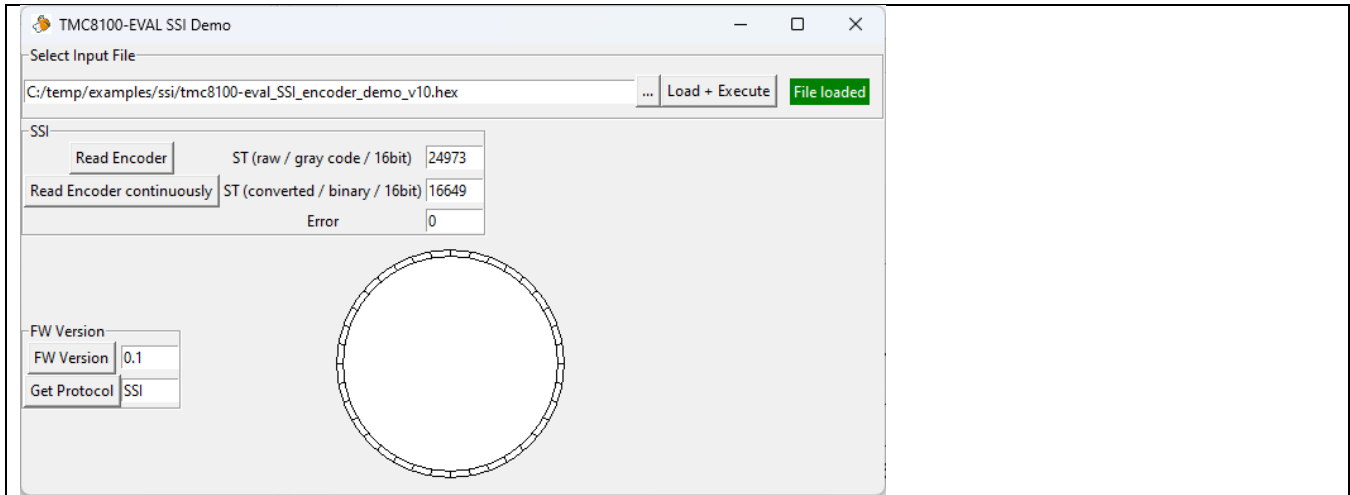 TMC8100-EVAL SSI Demo
Select Input File
C:/temp/examples/ssi/tmc8100-eval_SSI_encoder_demo_v10.hex ... Load + Execute File loaded
SSI
Read Encoder ST (raw / gray code / 16bit) 24973
Read Encoder continuously ST (converted / binary / 16bit) 16649
Error 0
FW Version
FW Version 0.1
Get Protocol SSI